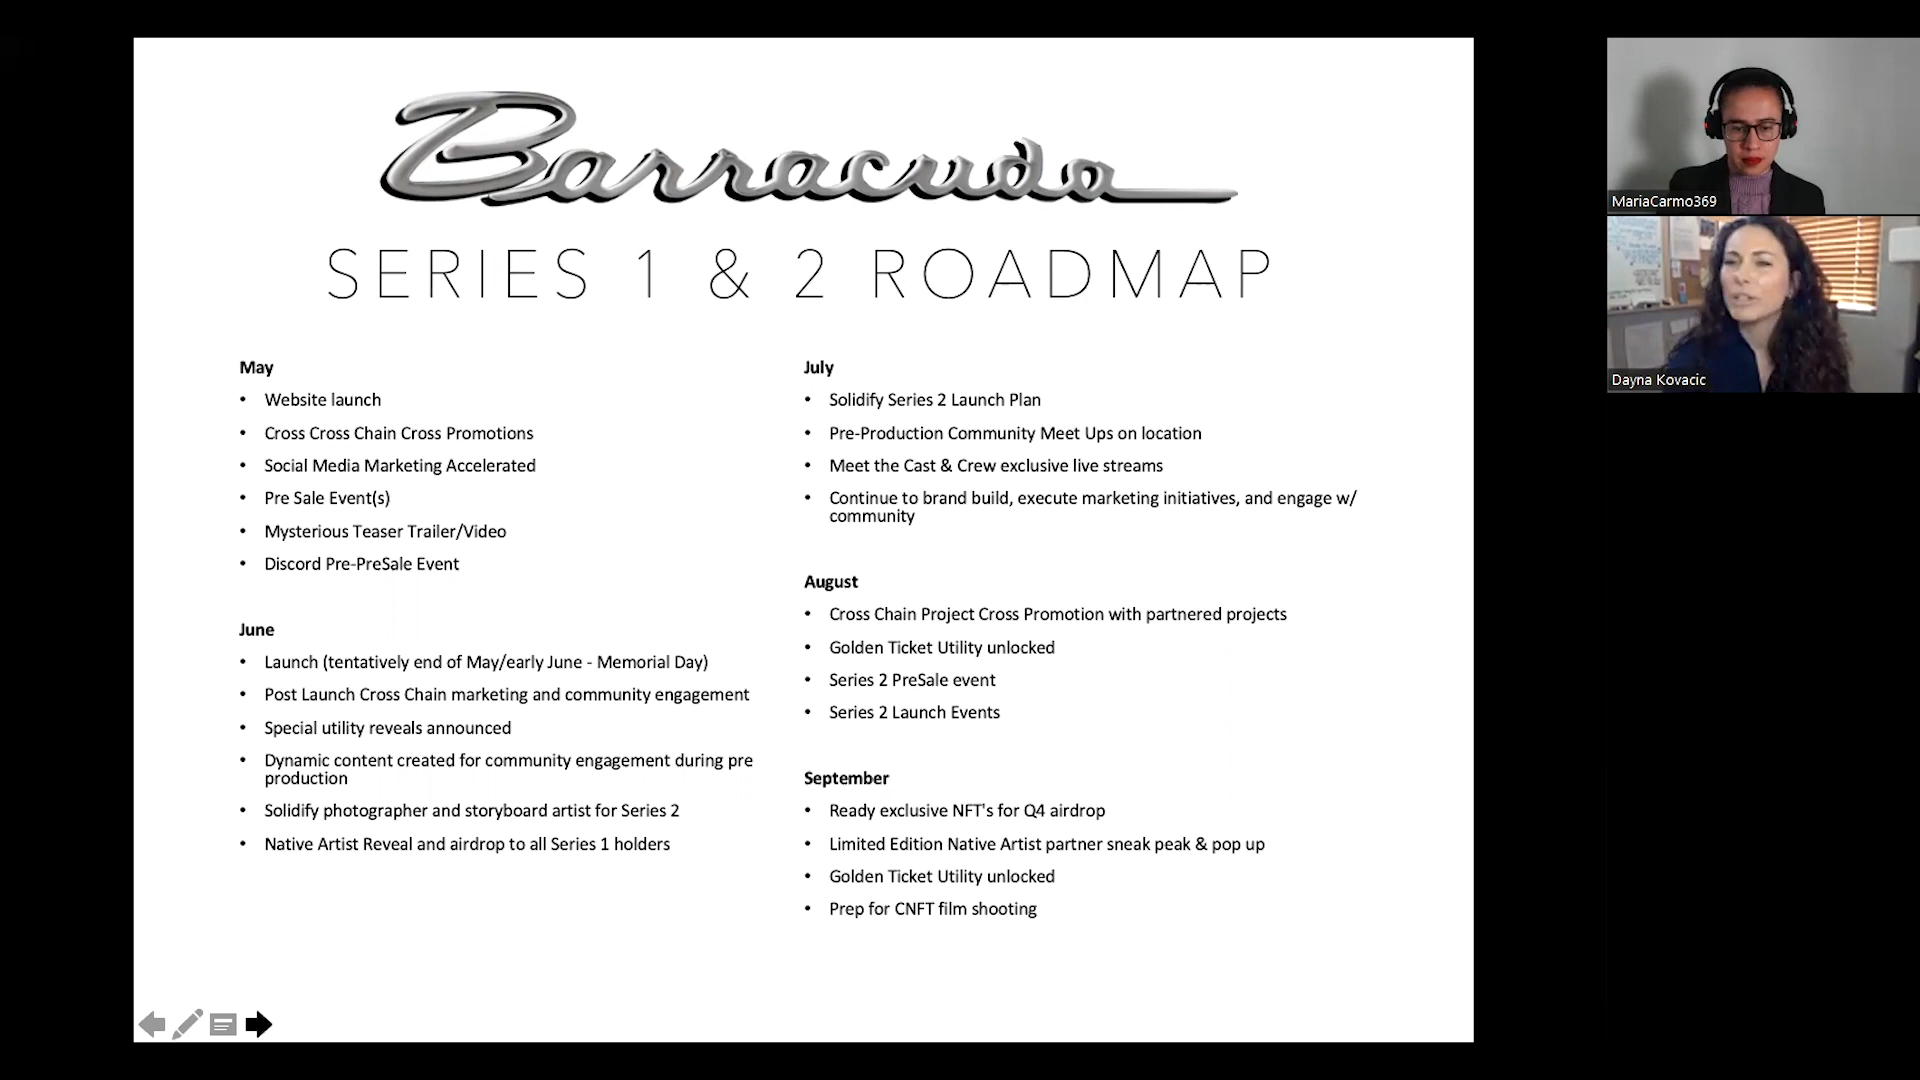 Barracuda
SERIES 1 & 2 ROADMAP
May
• Website launch
• Cross Cross Chain Cross Promotions
• Social Media Marketing Accelerated
• Pre Sale Event(s)
• Mysterious Teaser Trailer/Video
• Discord Pre-PreSale Event
June
• Launch (tentatively end of May/early June - Memorial Day)
• Post Launch Cross Chain marketing and community engagement
• Special utility reveals announced
• Dynamic content created for community engagement during pre
production
• Solidify photographer and storyboard artist for Series 2
• Native Artist Reveal and airdrop to all Series 1 holders
July
• Solidify Series 2 Launch Plan
• Pre-Production Community Meet Ups on location
• Meet the Cast & Crew exclusive live streams
• Continue to brand build, execute marketing initiatives, and engage w/
community
August
• Cross Chain Project Cross Promotion with partnered projects
• Golden Ticket Utility unlocked
• Series 2 PreSale event
• Series 2 Launch Events
September
• Ready exclusive NFT's for Q4 airdrop
• Limited Edition Native Artist partner sneak peak & pop up
• Golden Ticket Utility unlocked
• Prep for CNFT film shooting
MariaCarmo369
Dayna Kovacic